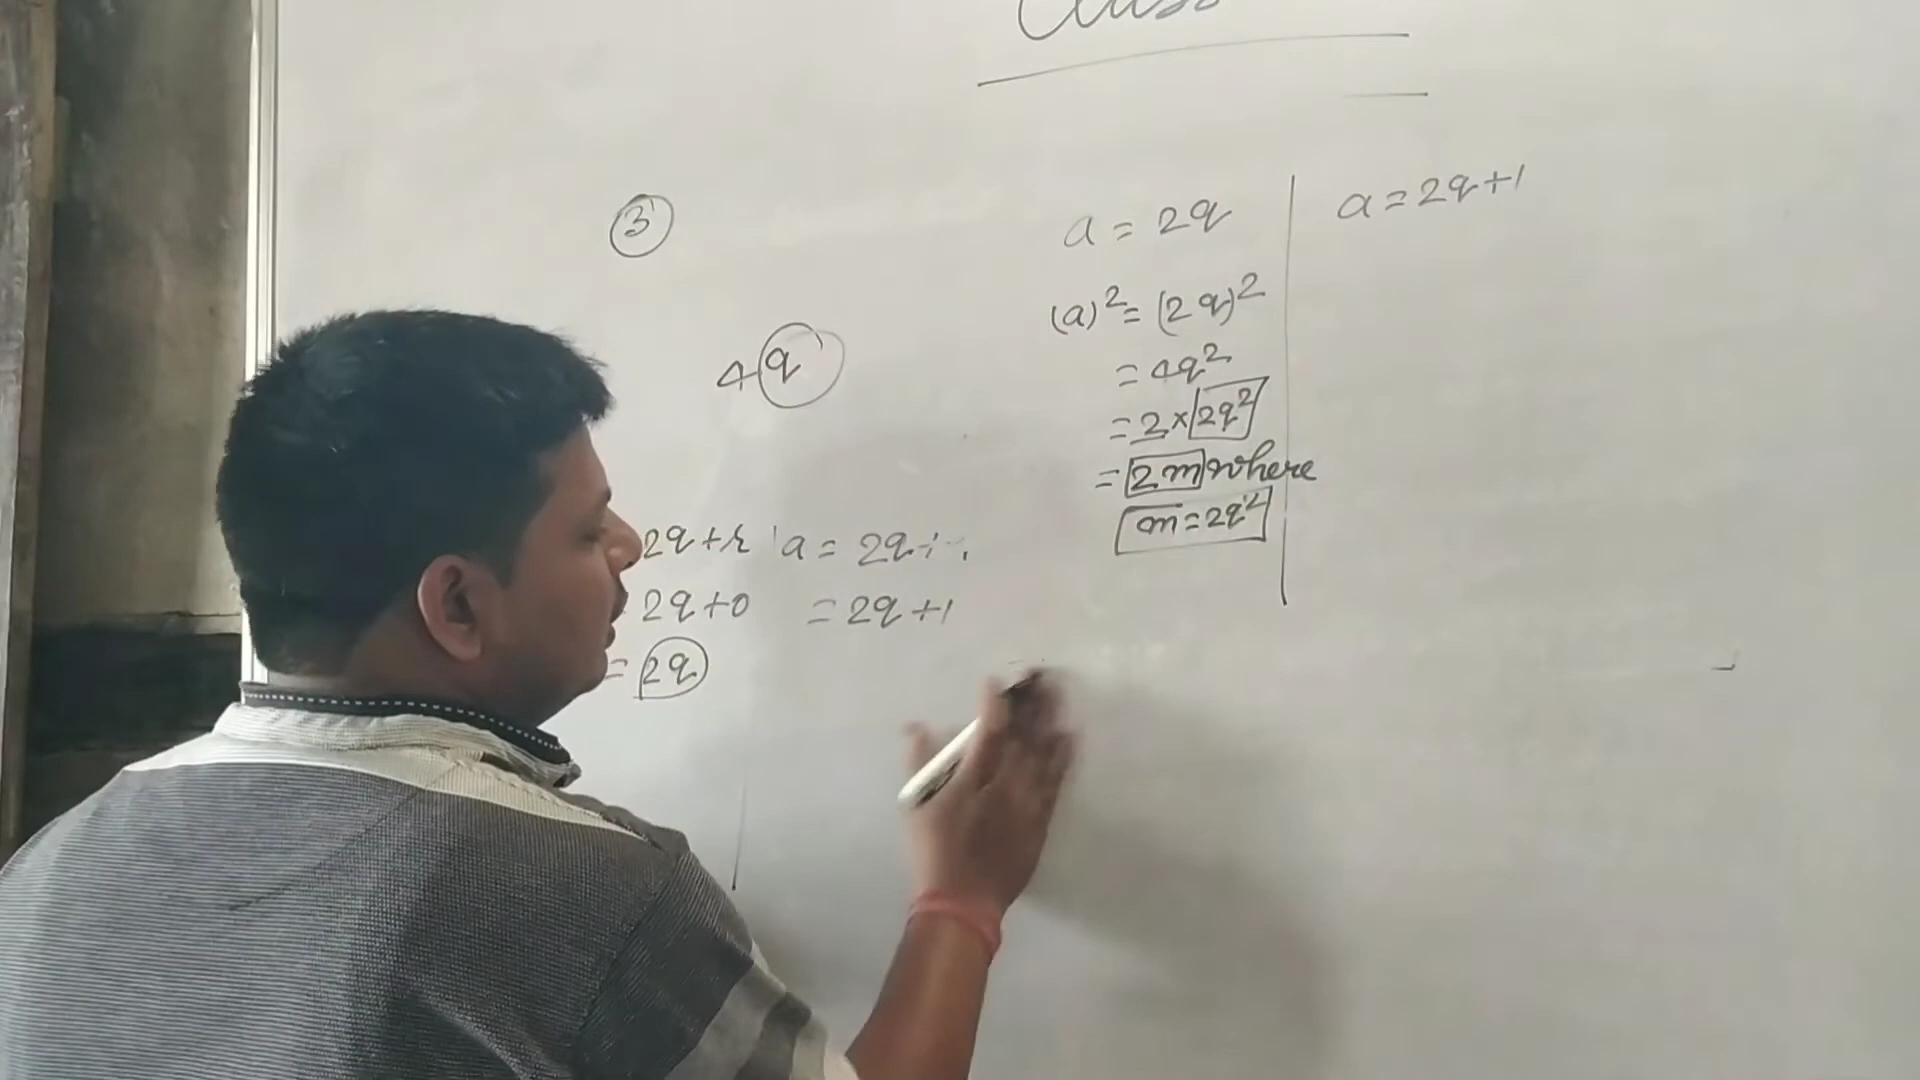 Class
3
4q
2q+r
2q+0
= 2q
a = 2q+
= 2q+1
a = 2q
(a)² = (2q)²
= 4q²
= 2×2q²
= 2m where
m = 2q²
a = 2q+1